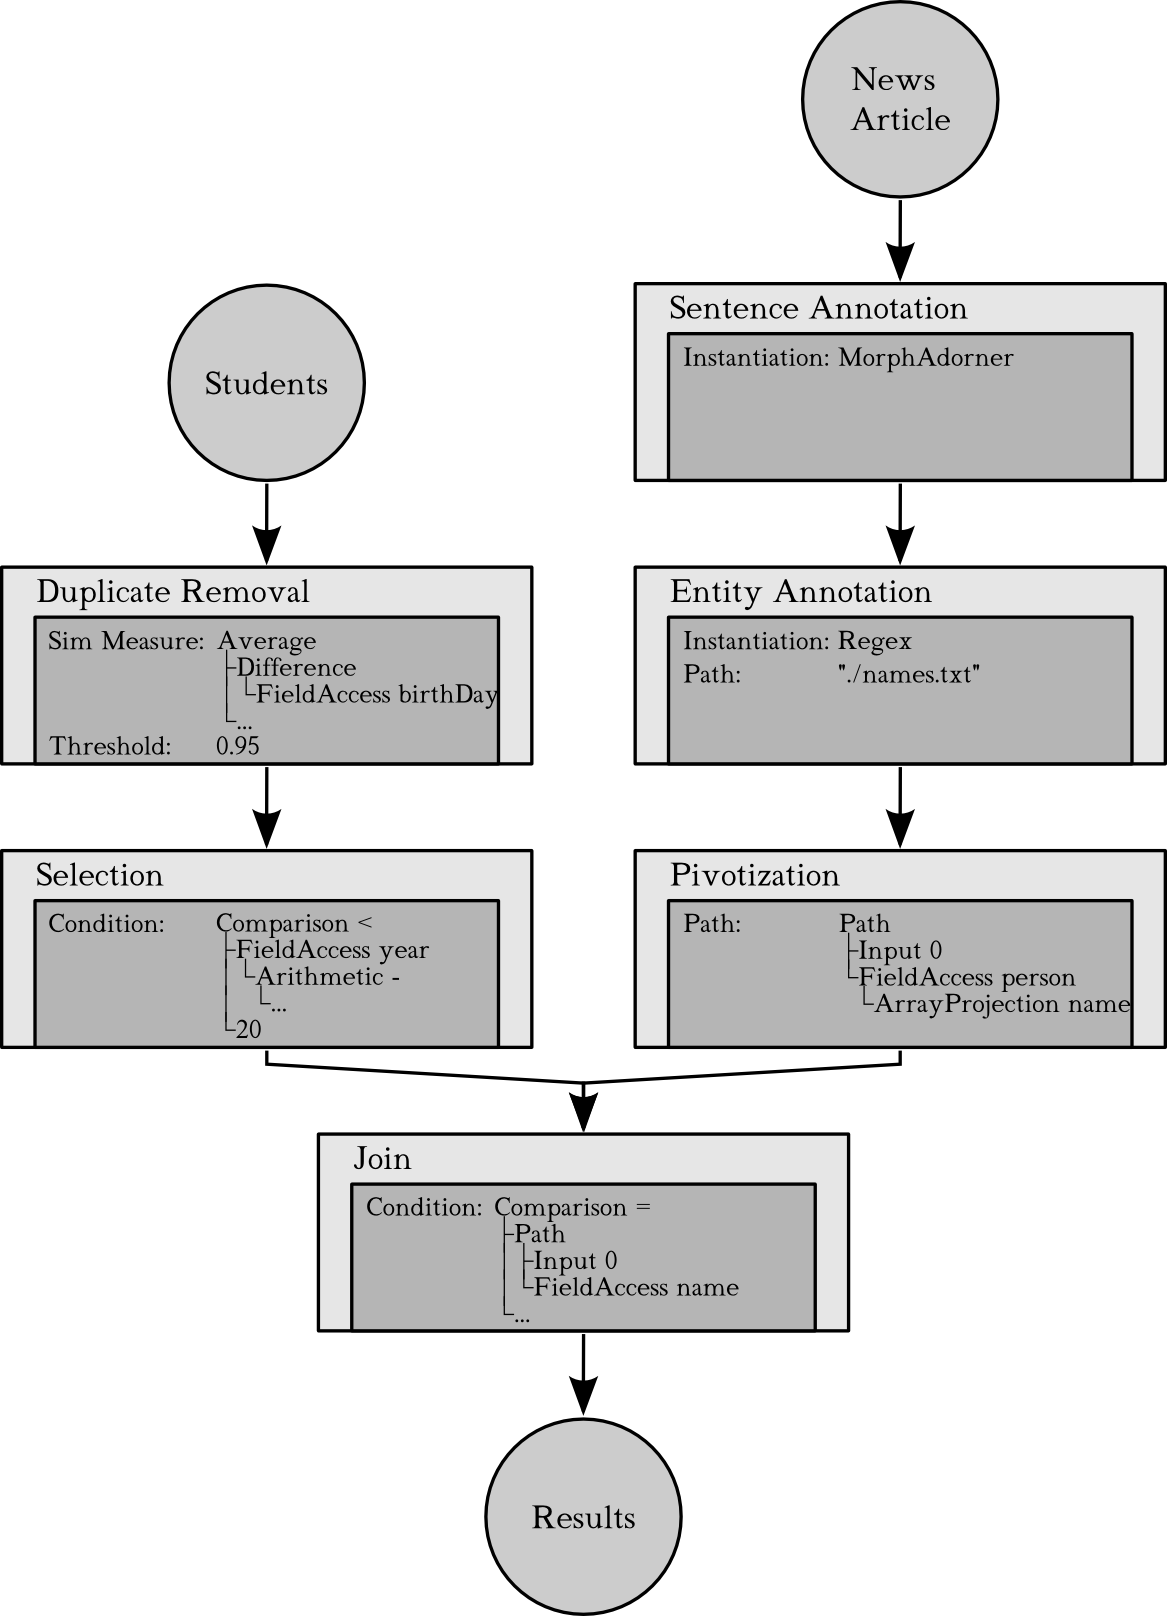 News
Article
Sentence Annotation
Instantiation: MorphAdorner
Students
Duplicate Removal
Sim Measure: Average
Difference
FieldAccess birthDay
...
Threshold: 0.95
Entity Annotation
Instantiation: Regex
Path: "./names.txt"
Selection
Condition: Comparison <
FieldAccess year
Arithmetic -
...
20
Pivotization
Path: Path
Input 0
FieldAccess person
ArrayProjection name
Join
Condition: Comparison =
Path
Input 0
FieldAccess name
...
Results